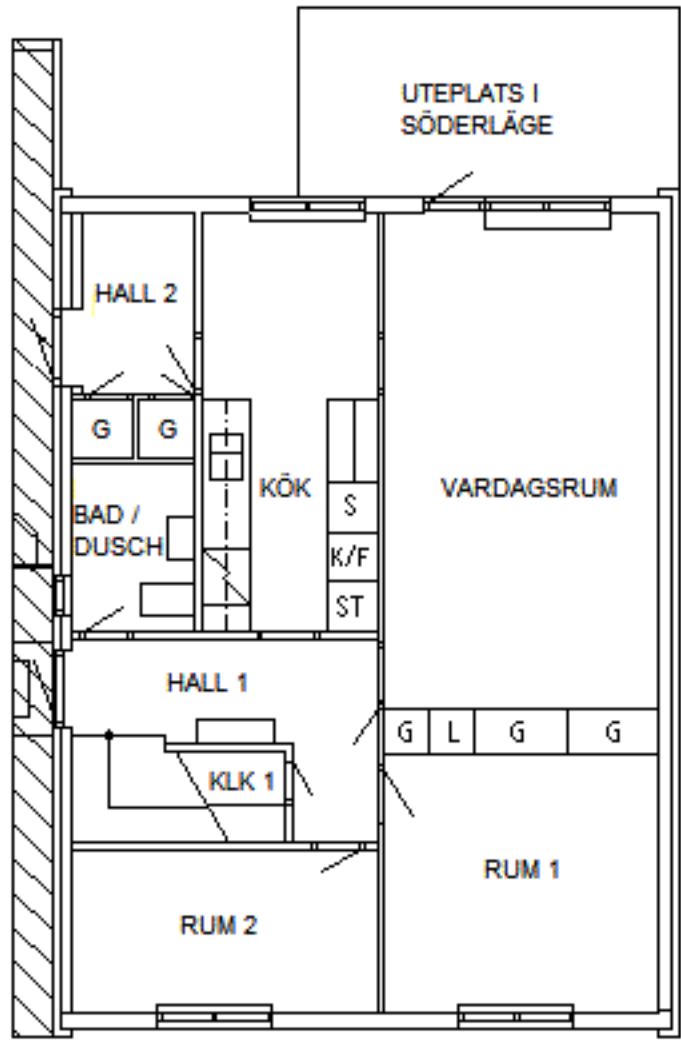 UTEPLATS I
SÖDERLÄGE
HALL 2
G G
KÖK
VARDAGSRUM
S
BAD /
DUSCH
K/F
ST
HALL 1
G L G G
KLK 1
RUM 1
RUM 2